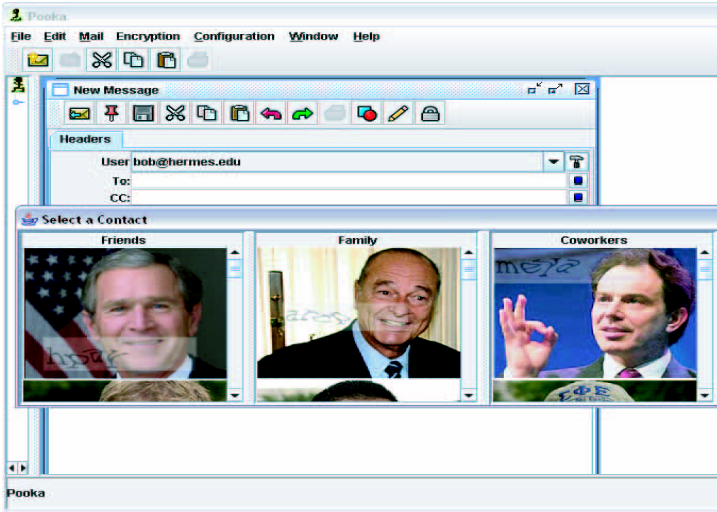 Pooka
File Edit Mail Encryption Configuration Window Help
New Message
Headers
User bob@hermes.edu
To:
CC:
Select a Contact
Friends Family Coworkers
ΣΦΕ
Pooka